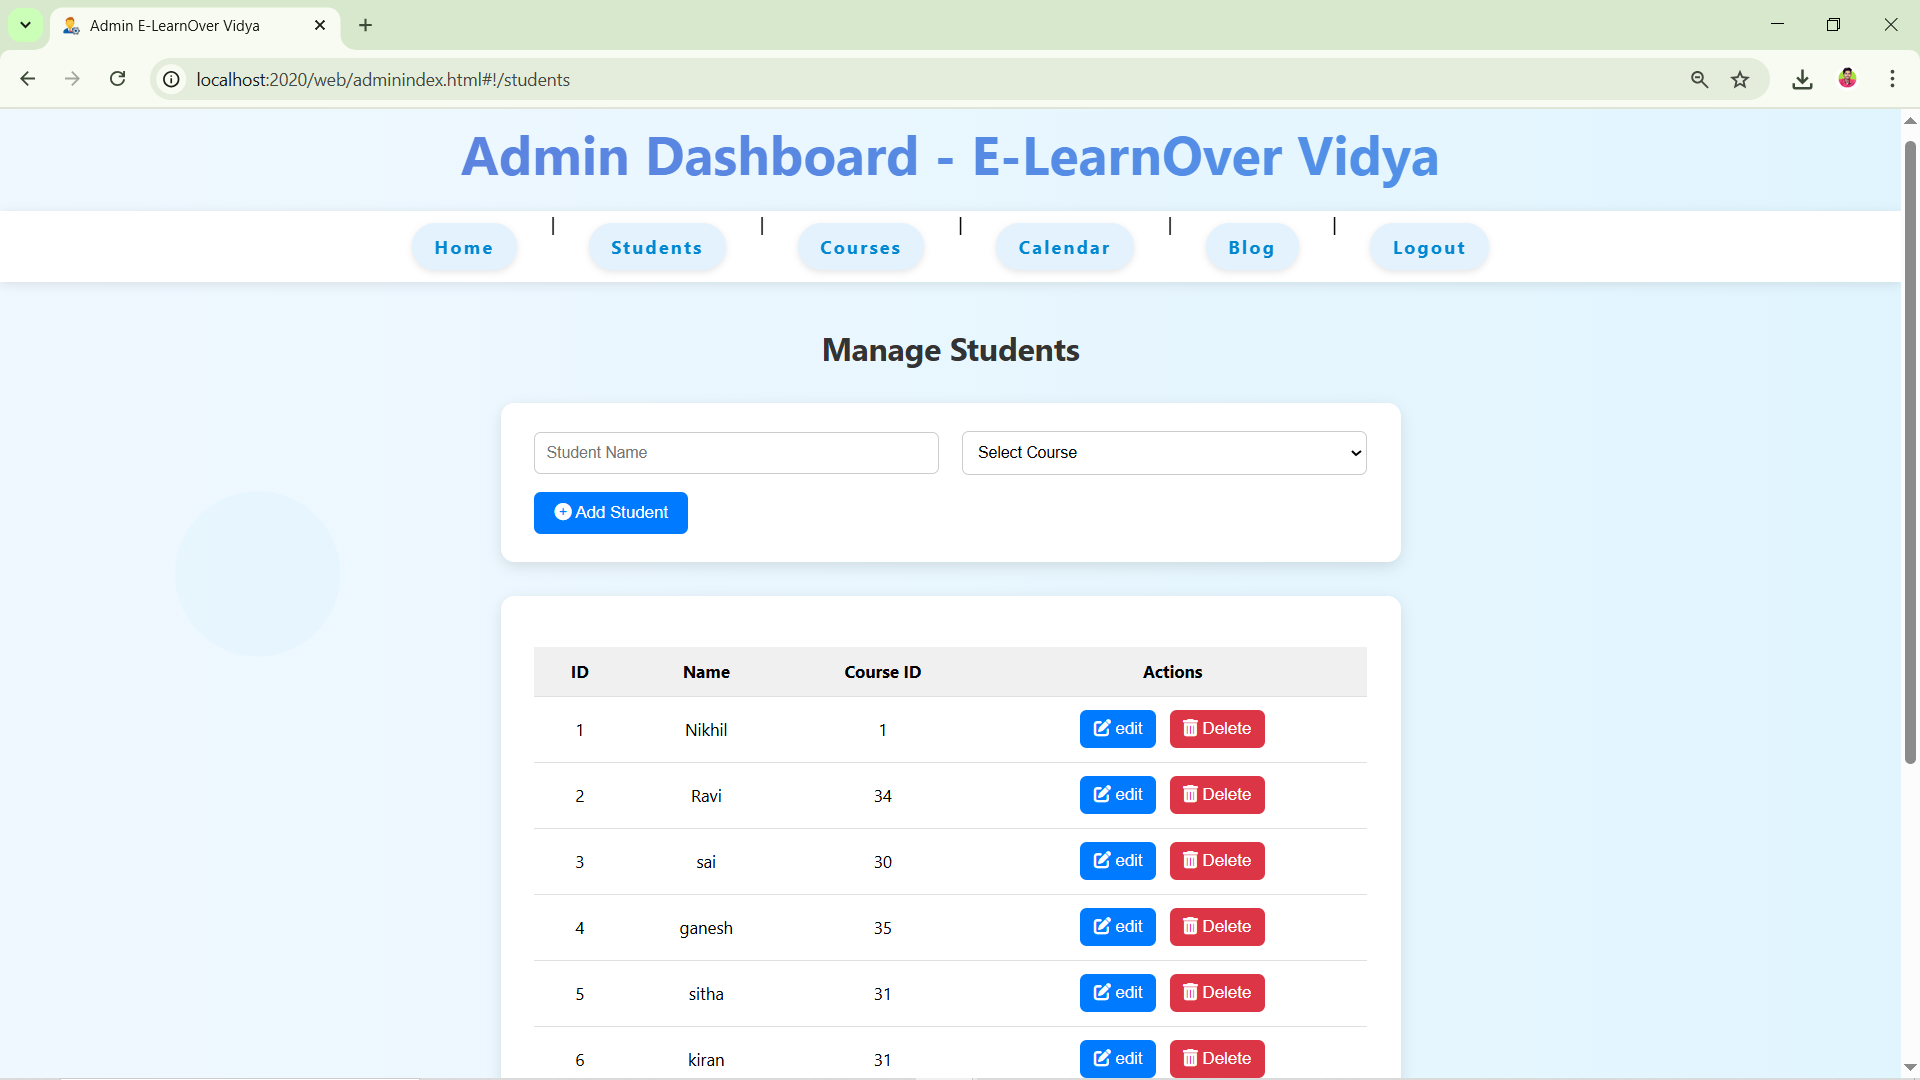 Admin E-LearnOver Vidya
localhost:2020/web/adminindex.html#!/students
Admin Dashboard - E-LearnOver Vidya
Home | Students | Courses | Calendar | Blog | Logout
Manage Students
Student Name Select Course
Add Student
ID Name Course ID Actions
1 Nikhil 1 edit Delete
2 Ravi 34 edit Delete
3 sai 30 edit Delete
4 ganesh 35 edit Delete
5 sitha 31 edit Delete
6 kiran 31 edit Delete